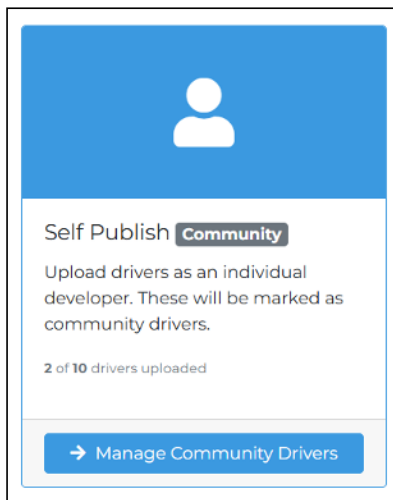 Self Publish Community
Upload drivers as an individual
developer. These will be marked as
community drivers.
2 of 10 drivers uploaded
Manage Community Drivers